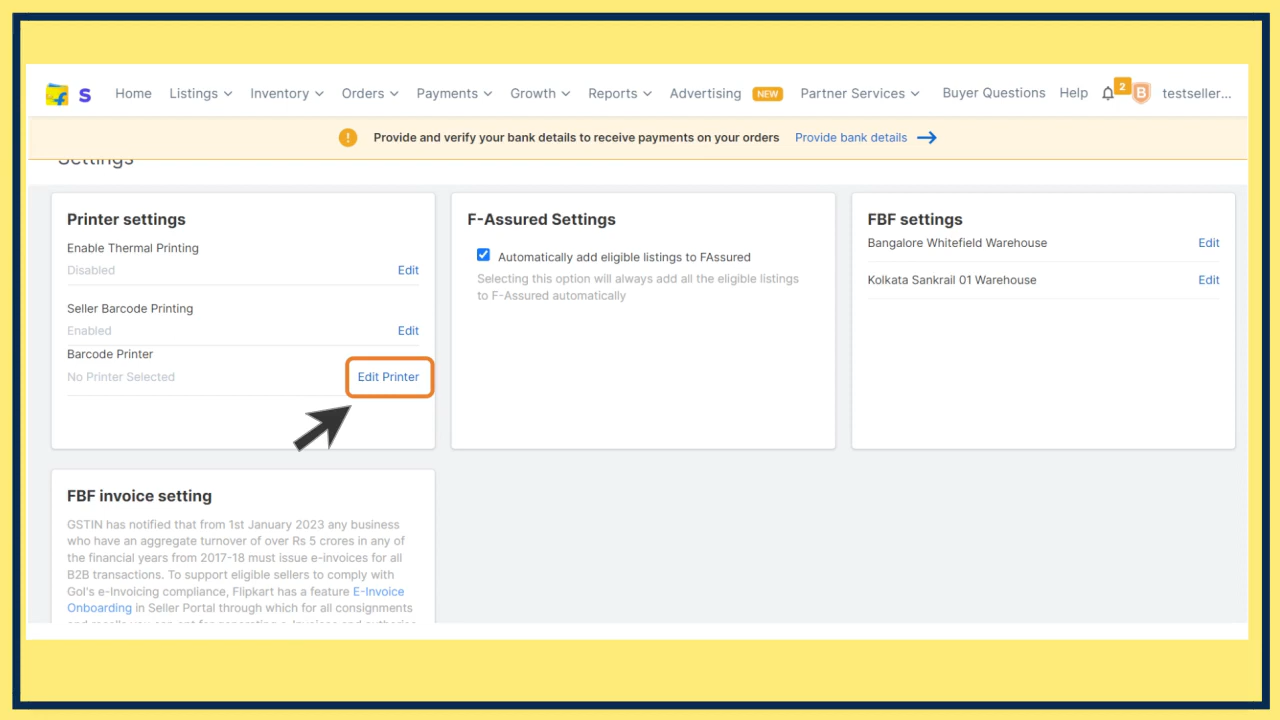 S
Home
Listings
Inventory
Orders
Payments
Growth
Reports
Advertising NEW
Partner Services
Buyer Questions
Help
2
B
testseller...
! Provide and verify your bank details to receive payments on your orders Provide bank details
Settings
Printer settings
Enable Thermal Printing
Disabled Edit
Seller Barcode Printing
Enabled Edit
Barcode Printer
No Printer Selected Edit Printer
F-Assured Settings
Automatically add eligible listings to FAssured
Selecting this option will always add all the eligible listings
to F-Assured automatically
FBF settings
Bangalore Whitefield Warehouse Edit
Kolkata Sankrail 01 Warehouse Edit
FBF invoice setting
GSTIN has notified that from 1st January 2023 any business
who have an aggregate turnover of over Rs 5 crores in any of
the financial years from 2017-18 must issue e-invoices for all
B2B transactions. To support eligible sellers to comply with
GoI's e-Invoicing compliance, Flipkart has a feature E-Invoice
Onboarding in Seller Portal through which for all consignments